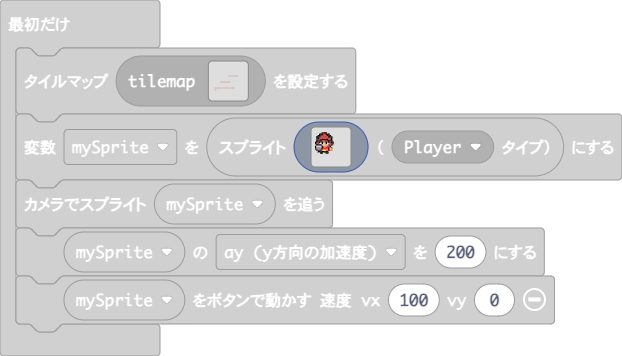 最初だけ
タイルマップ tilemap を設定する
変数 mySprite を スプライト ( Player タイプ) にする
カメラでスプライト mySprite を追う
mySprite の ay (y方向の加速度) を 200 にする
mySprite をボタンで動かす 速度 vx 100 vy 0